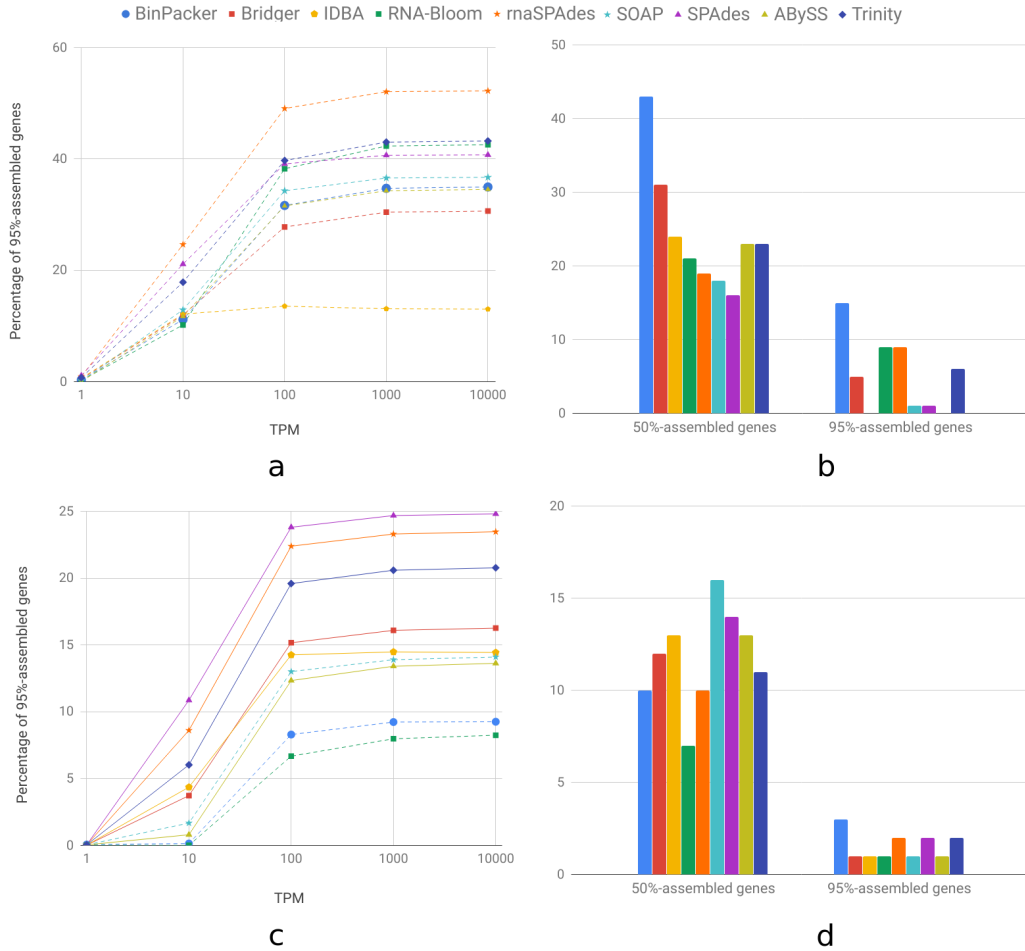 BinPacker Bridger IDBA RNA-Bloom rnaSPAdes SOAP SPAdes ABySS Trinity
Percentage of 95%-assembled genes
60
40
20
0
1 10 100 1000 10000
TPM
a
50
40
30
20
10
0
50%-assembled genes 95%-assembled genes
b
Percentage of 95%-assembled genes
25
20
15
10
5
0
1 10 100 1000 10000
TPM
c
20
15
10
5
0
50%-assembled genes 95%-assembled genes
d